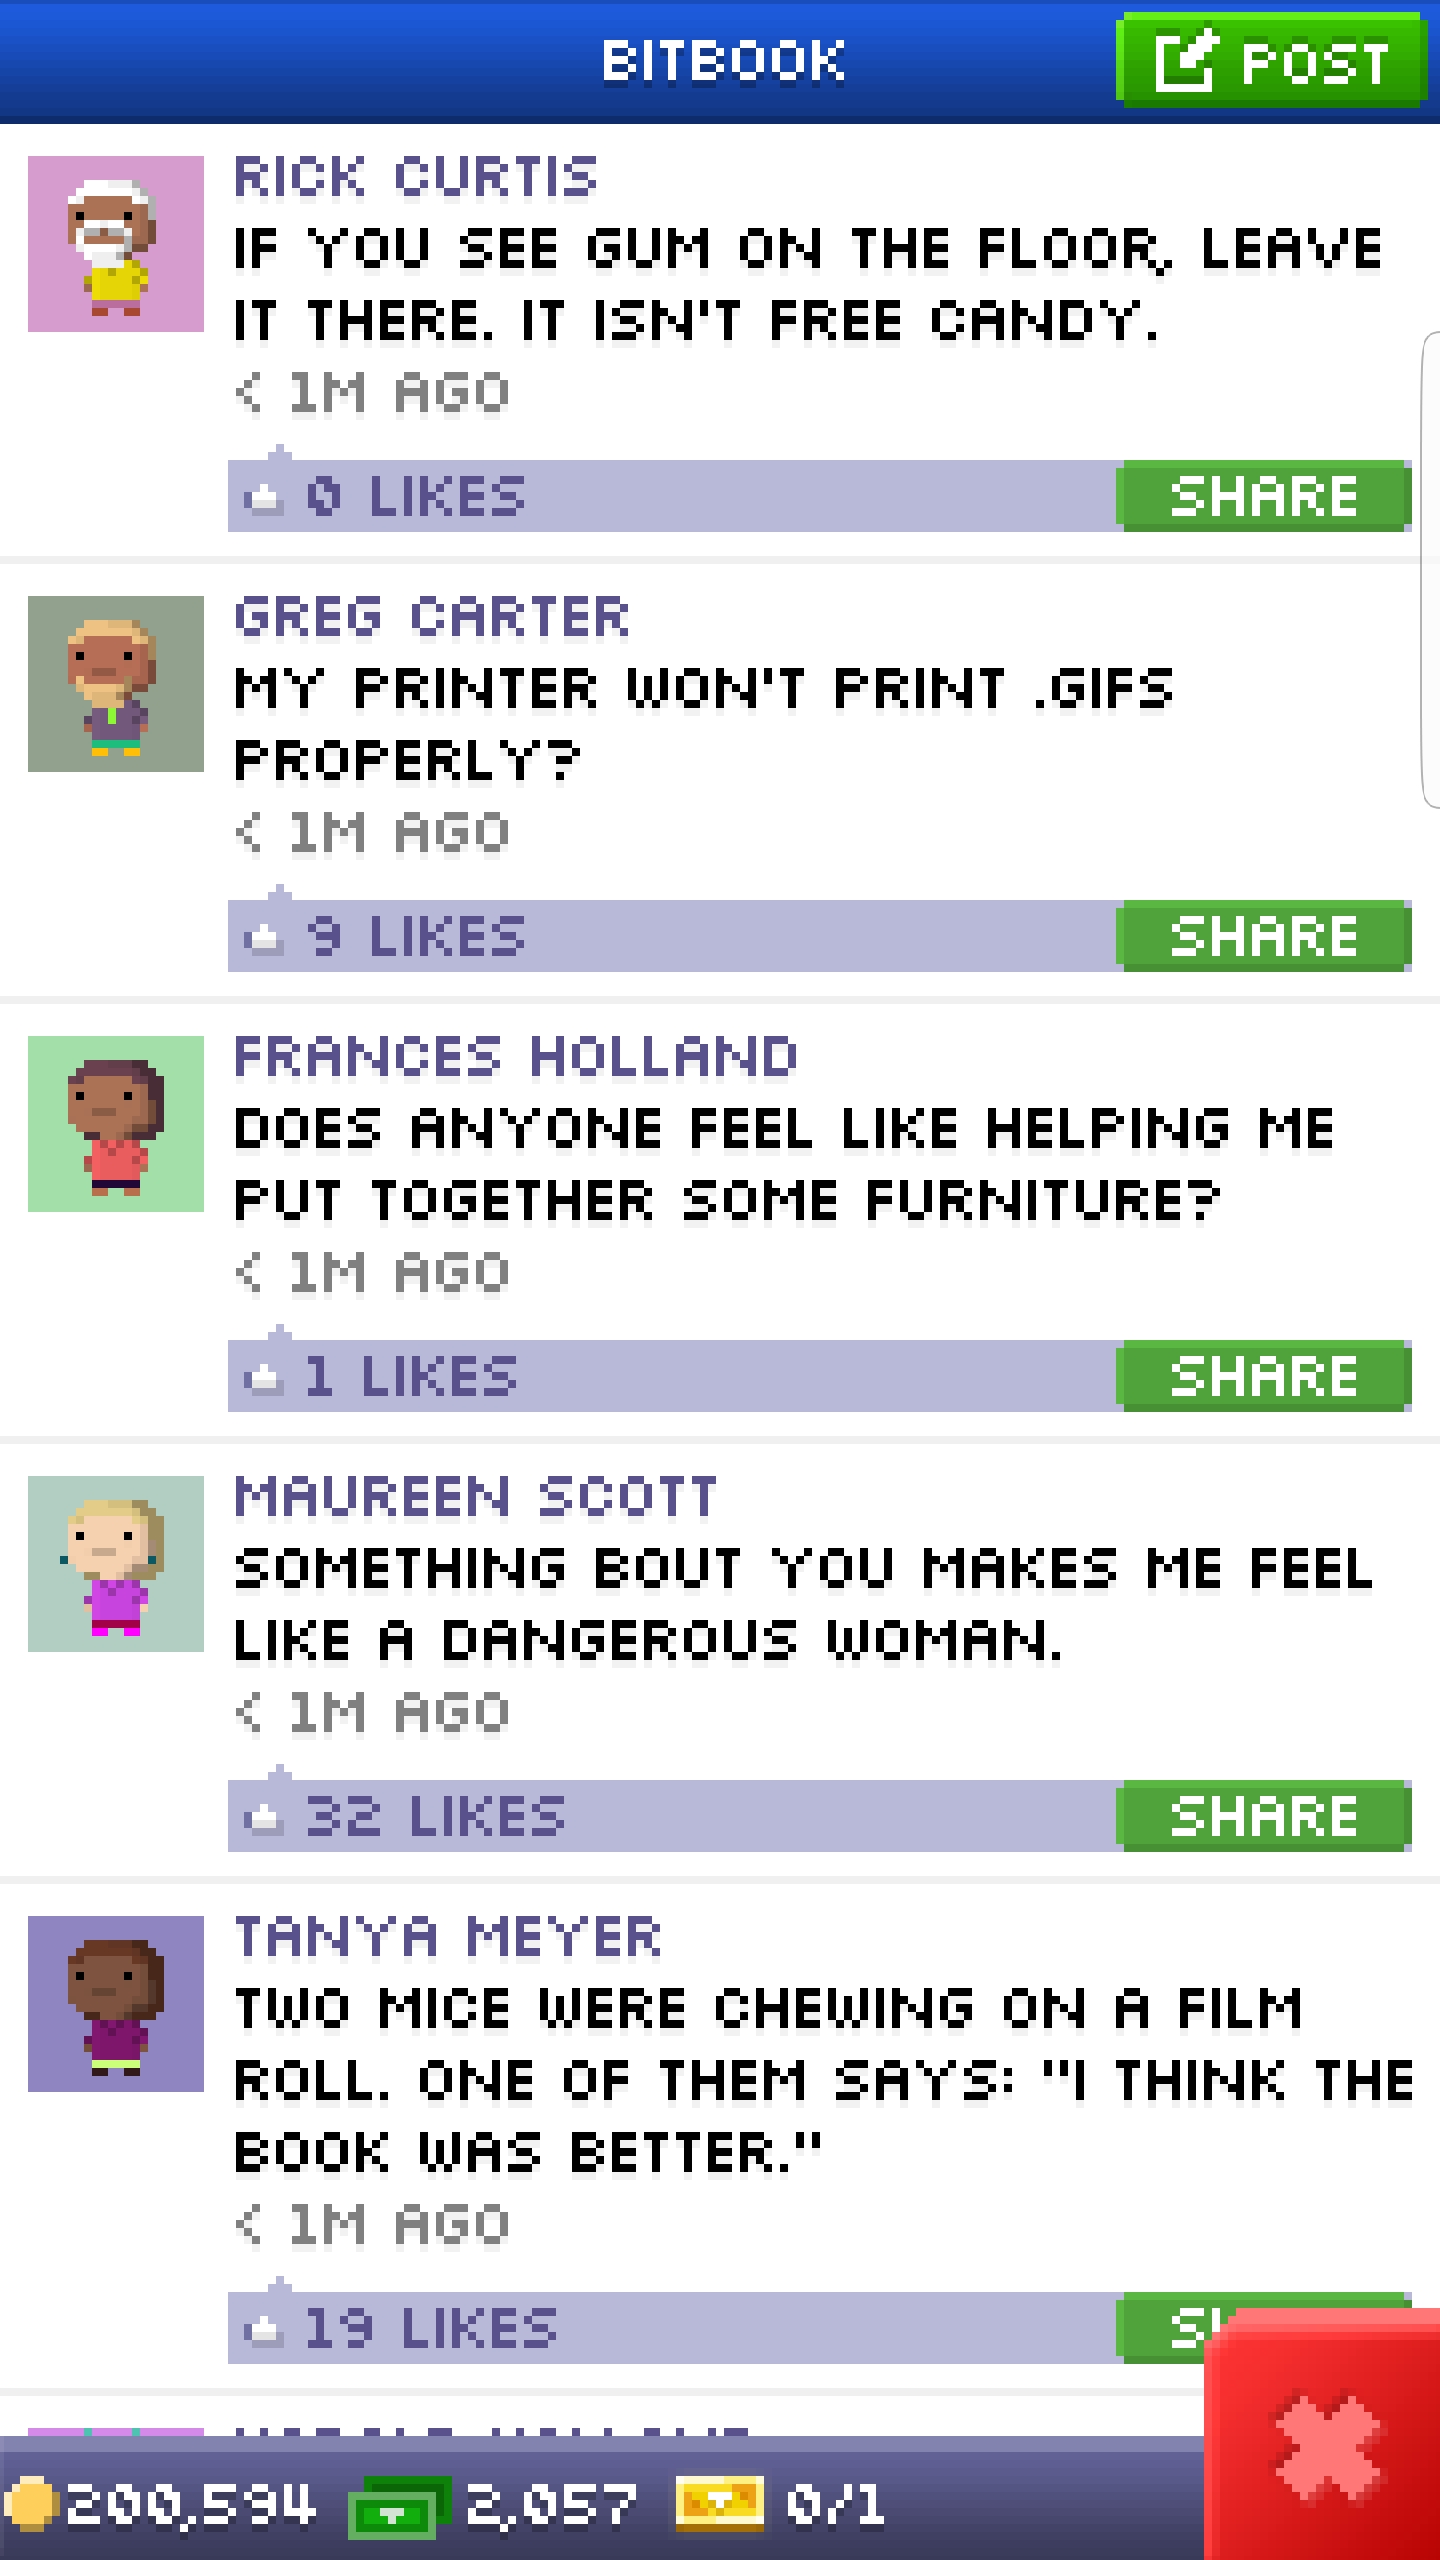 BITBOOK
POST
RICK CURTIS
IF YOU SEE GUM ON THE FLOOR, LEAVE
IT THERE. IT ISN'T FREE CANDY.
< 1M AGO
0 LIKES
SHARE
GREG CARTER
MY PRINTER WON'T PRINT .GIFS
PROPERLY?
< 1M AGO
9 LIKES
SHARE
FRANCES HOLLAND
DOES ANYONE FEEL LIKE HELPING ME
PUT TOGETHER SOME FURNITURE?
< 1M AGO
1 LIKES
SHARE
MAUREEN SCOTT
SOMETHING BOUT YOU MAKES ME FEEL
LIKE A DANGEROUS WOMAN.
< 1M AGO
32 LIKES
SHARE
TANYA MEYER
TWO MICE WERE CHEWING ON A FILM
ROLL. ONE OF THEM SAYS: "I THINK THE
BOOK WAS BETTER."
< 1M AGO
19 LIKES
200,594
2,057
0/1